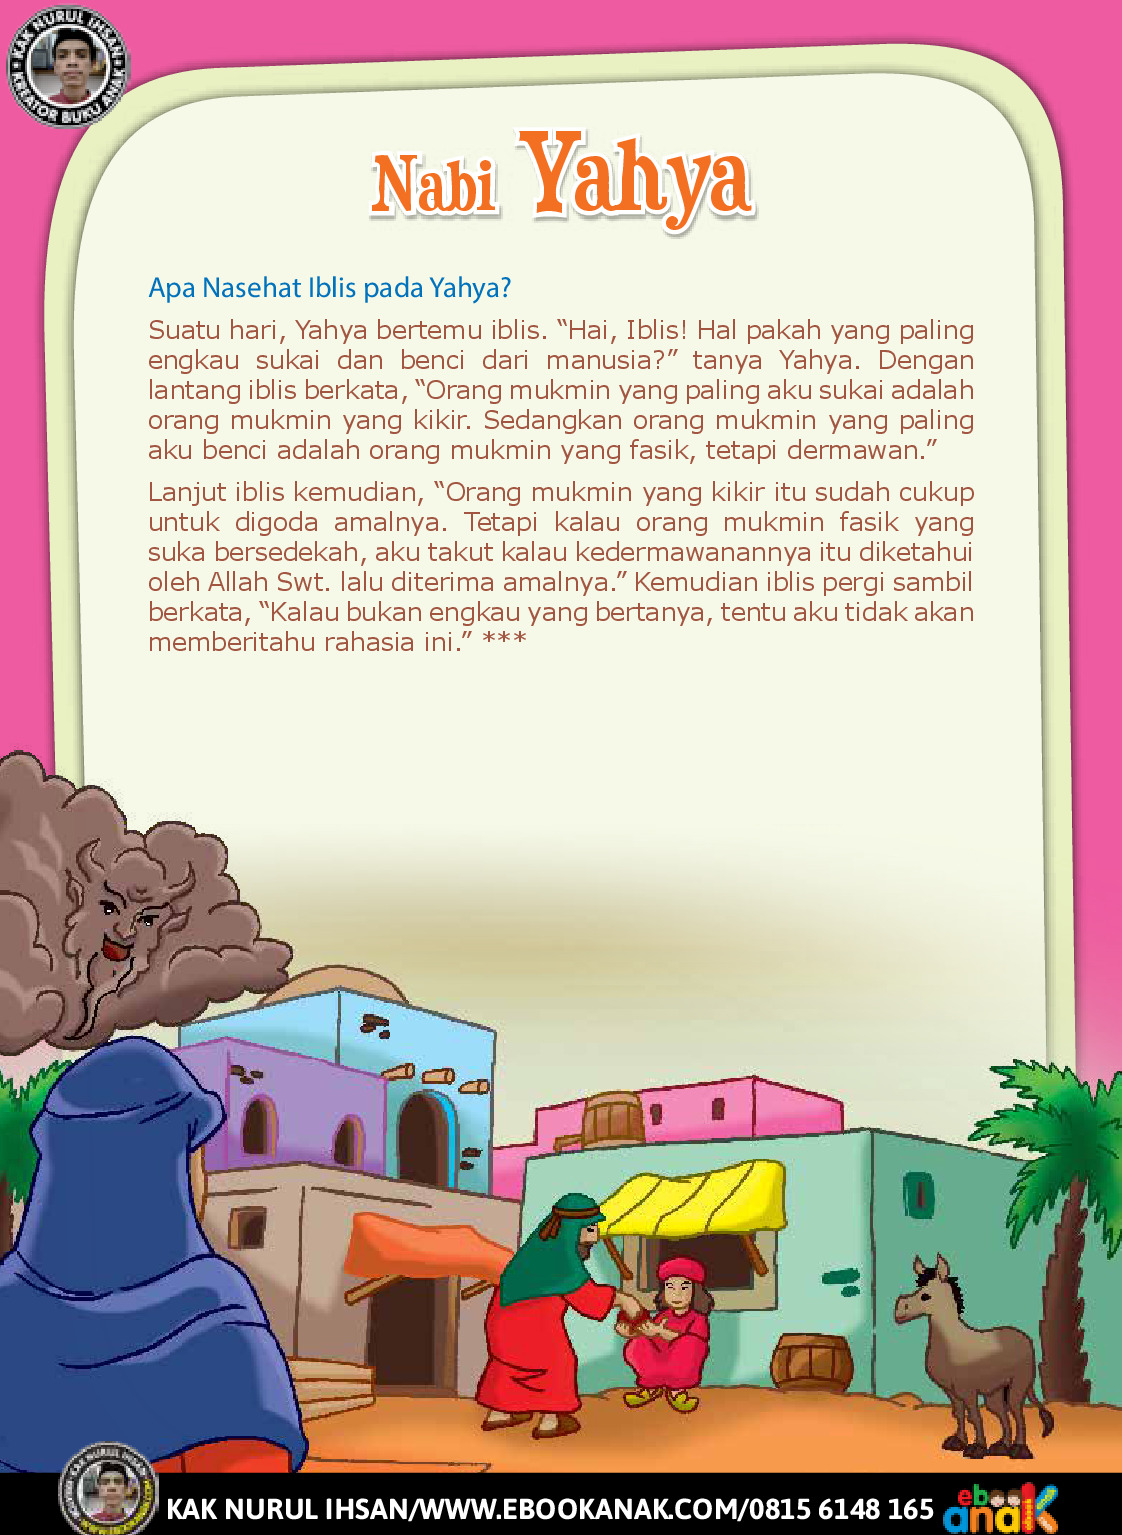 KAK NURUL IHSAN
KREATOR BUKU ANAK
Nabi Yahya
Apa Nasehat Iblis pada Yahya?
Suatu hari, Yahya bertemu iblis. “Hai, Iblis! Hal pakah yang paling
engkau sukai dan benci dari manusia?” tanya Yahya. Dengan
lantang iblis berkata, “Orang mukmin yang paling aku sukai adalah
orang mukmin yang kikir. Sedangkan orang mukmin yang paling
aku benci adalah orang mukmin yang fasik, tetapi dermawan.”
Lanjut iblis kemudian, “Orang mukmin yang kikir itu sudah cukup
untuk digoda amalnya. Tetapi kalau orang mukmin fasik yang
suka bersedekah, aku takut kalau kedermawanannya itu diketahui
oleh Allah Swt. lalu diterima amalnya.” Kemudian iblis pergi sambil
berkata, “Kalau bukan engkau yang bertanya, tentu aku tidak akan
memberitahu rahasia ini.” ***
KAK NURUL IHSAN/WWW.EBOOKANAK.COM/0815 6148 165
ebook
anak